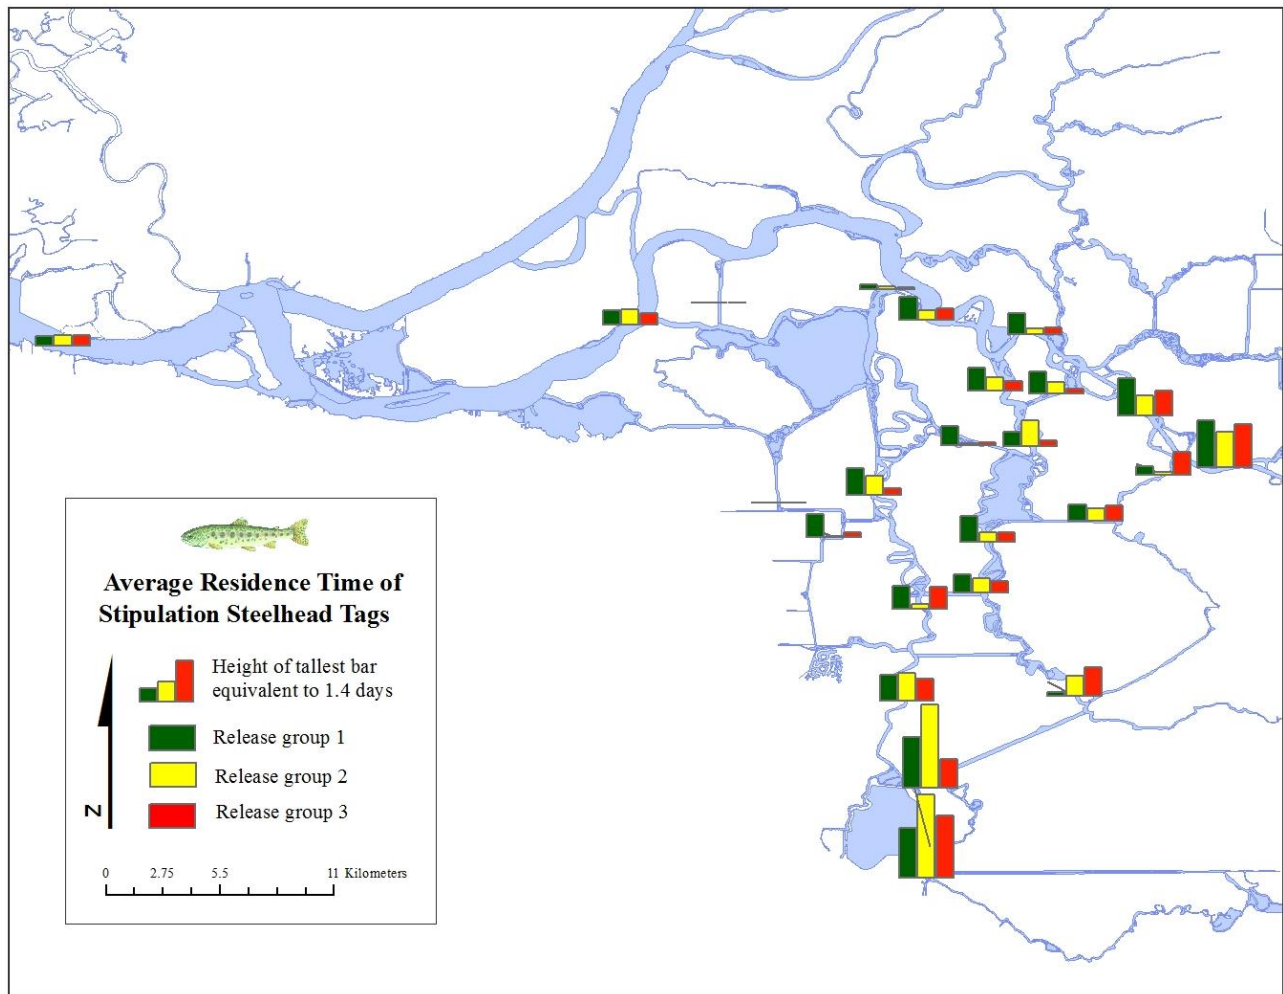 Average Residence Time of
Stipulation Steelhead Tags
Height of tallest bar
equivalent to 1.4 days
Release group 1
Release group 2
Release group 3
N
0 2.75 5.5 11 Kilometers